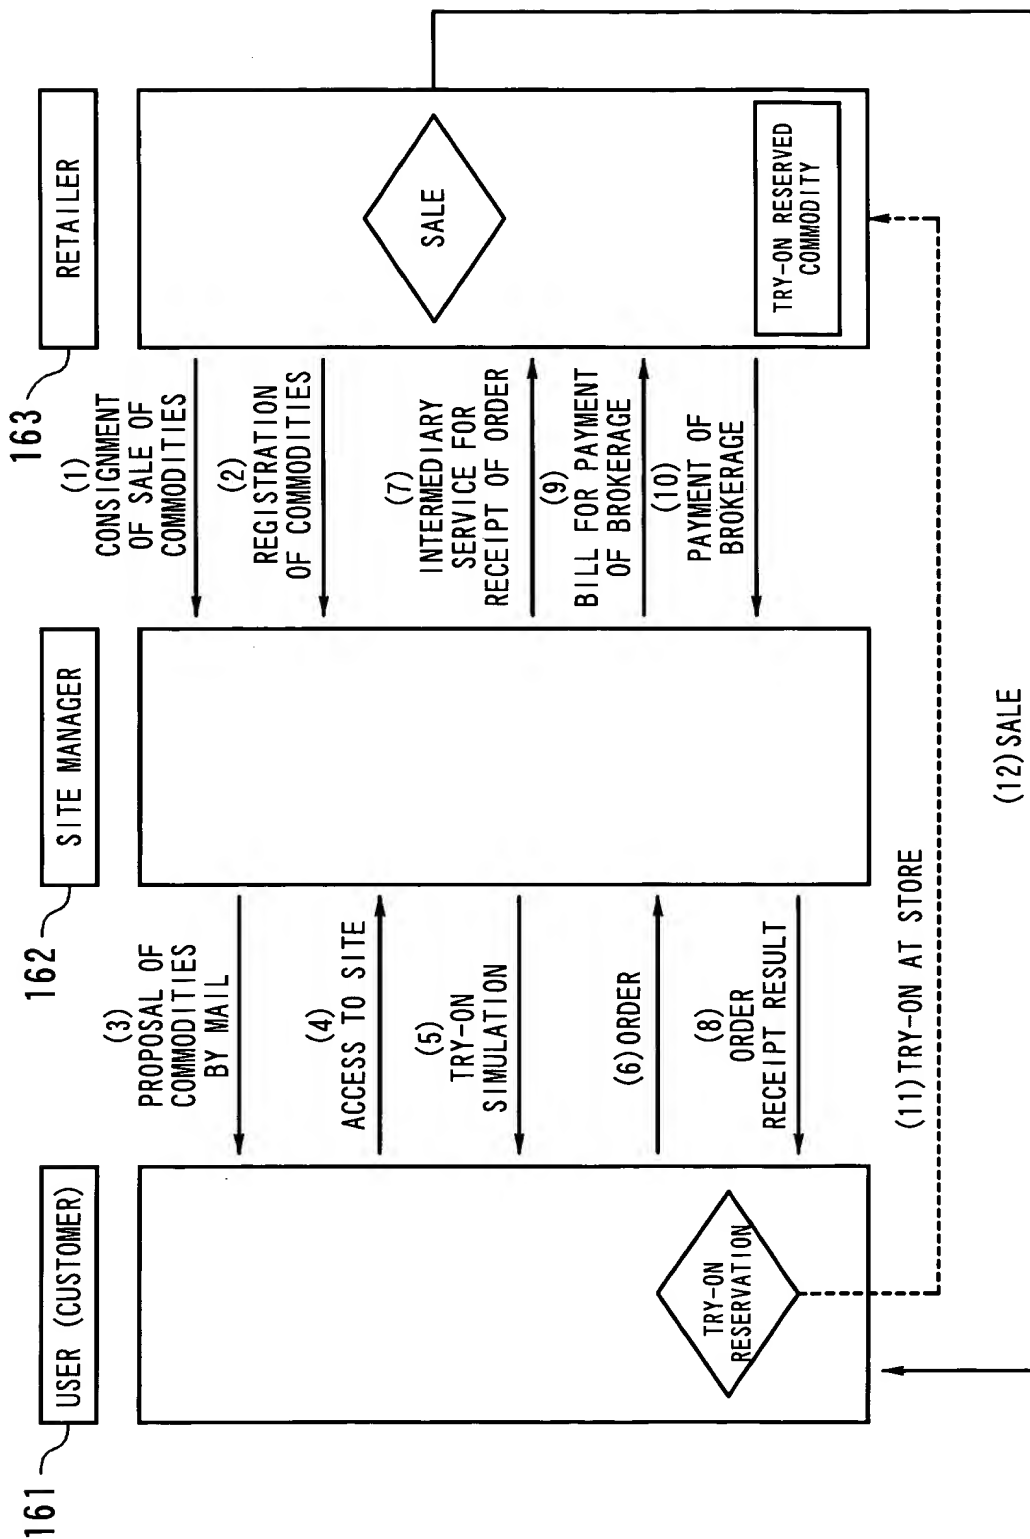 161
USER (CUSTOMER)
162
SITE MANAGER
163
RETAILER
(1)
CONSIGNMENT
OF SALE OF
COMMODITIES
(2)
REGISTRATION
OF COMMODITIES
(3)
PROPOSAL OF
COMMODITIES
BY MAIL
(4)
ACCESS TO SITE
(5)
TRY-ON
SIMULATION
(6)ORDER
(7)
INTERMEDIARY
SERVICE FOR
RECEIPT OF ORDER
(8)
ORDER
RECEIPT RESULT
(9)
BILL FOR PAYMENT
OF BROKERAGE
(10)
PAYMENT OF
BROKERAGE
SALE
TRY-ON
RESERVATION
TRY-ON RESERVED
COMMODITY
(11)TRY-ON AT STORE
(12)SALE